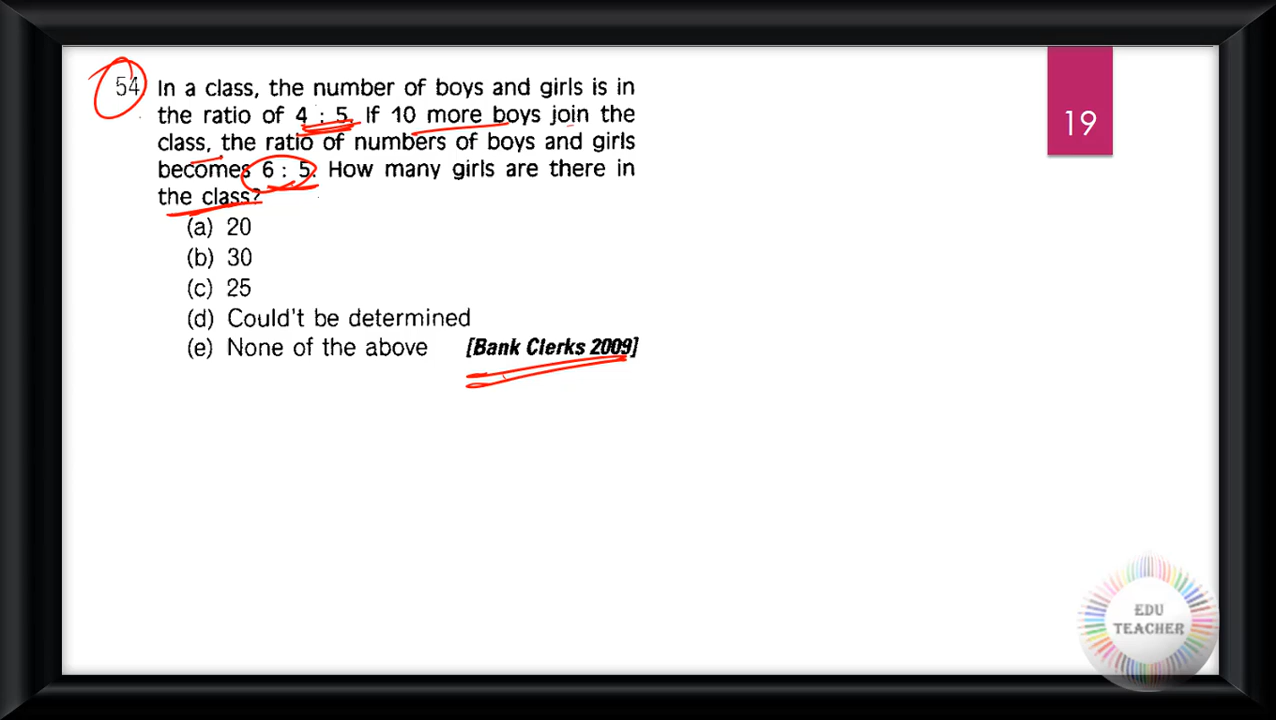 54 In a class, the number of boys and girls is in
the ratio of 4 : 5. If 10 more boys join the
class, the ratio of numbers of boys and girls
becomes 6 : 5. How many girls are there in
the class?
(a) 20
(b) 30
(c) 25
(d) Could't be determined
(e) None of the above [Bank Clerks 2009]
19
EDU
TEACHER